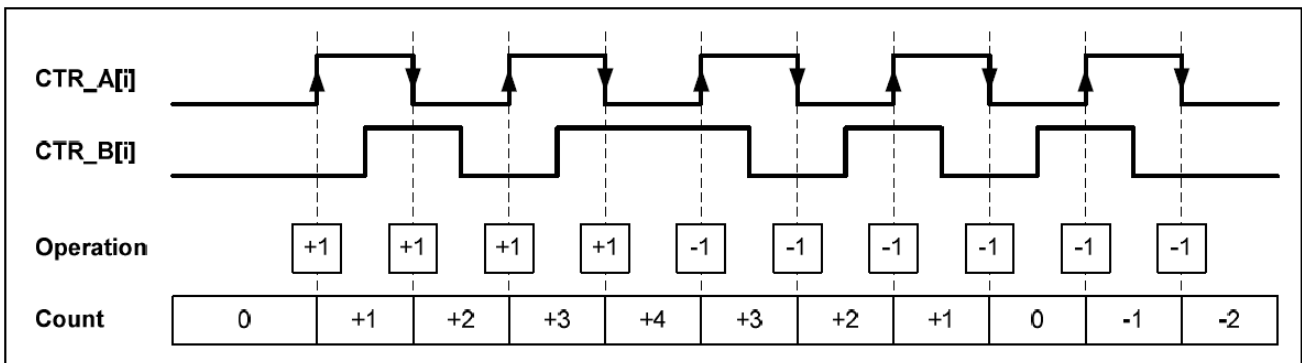 CTR_A[i]
CTR_B[i]
Operation +1 +1 +1 +1 -1 -1 -1 -1 -1 -1
Count 0 +1 +2 +3 +4 +3 +2 +1 0 -1 -2